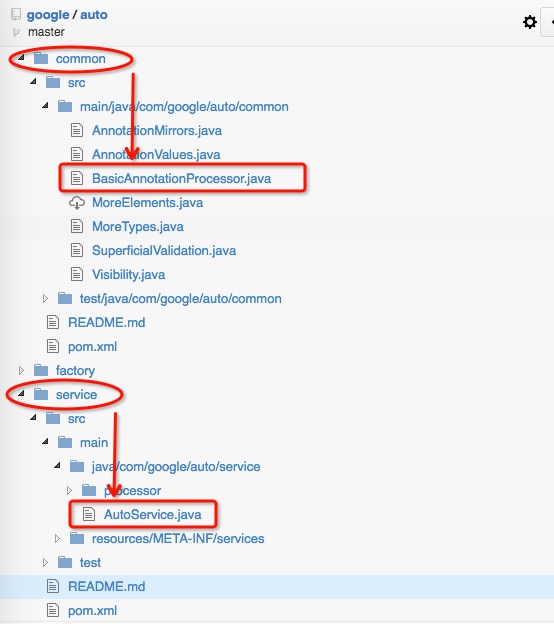 google / auto
master
common
src
main/java/com/google/auto/common
AnnotationMirrors.java
AnnotationValues.java
BasicAnnotationProcessor.java
MoreElements.java
MoreTypes.java
SuperficialValidation.java
Visibility.java
test/java/com/google/auto/common
README.md
pom.xml
factory
service
src
main
java/com/google/auto/service
processor
AutoService.java
resources/META-INF/services
test
README.md
pom.xml